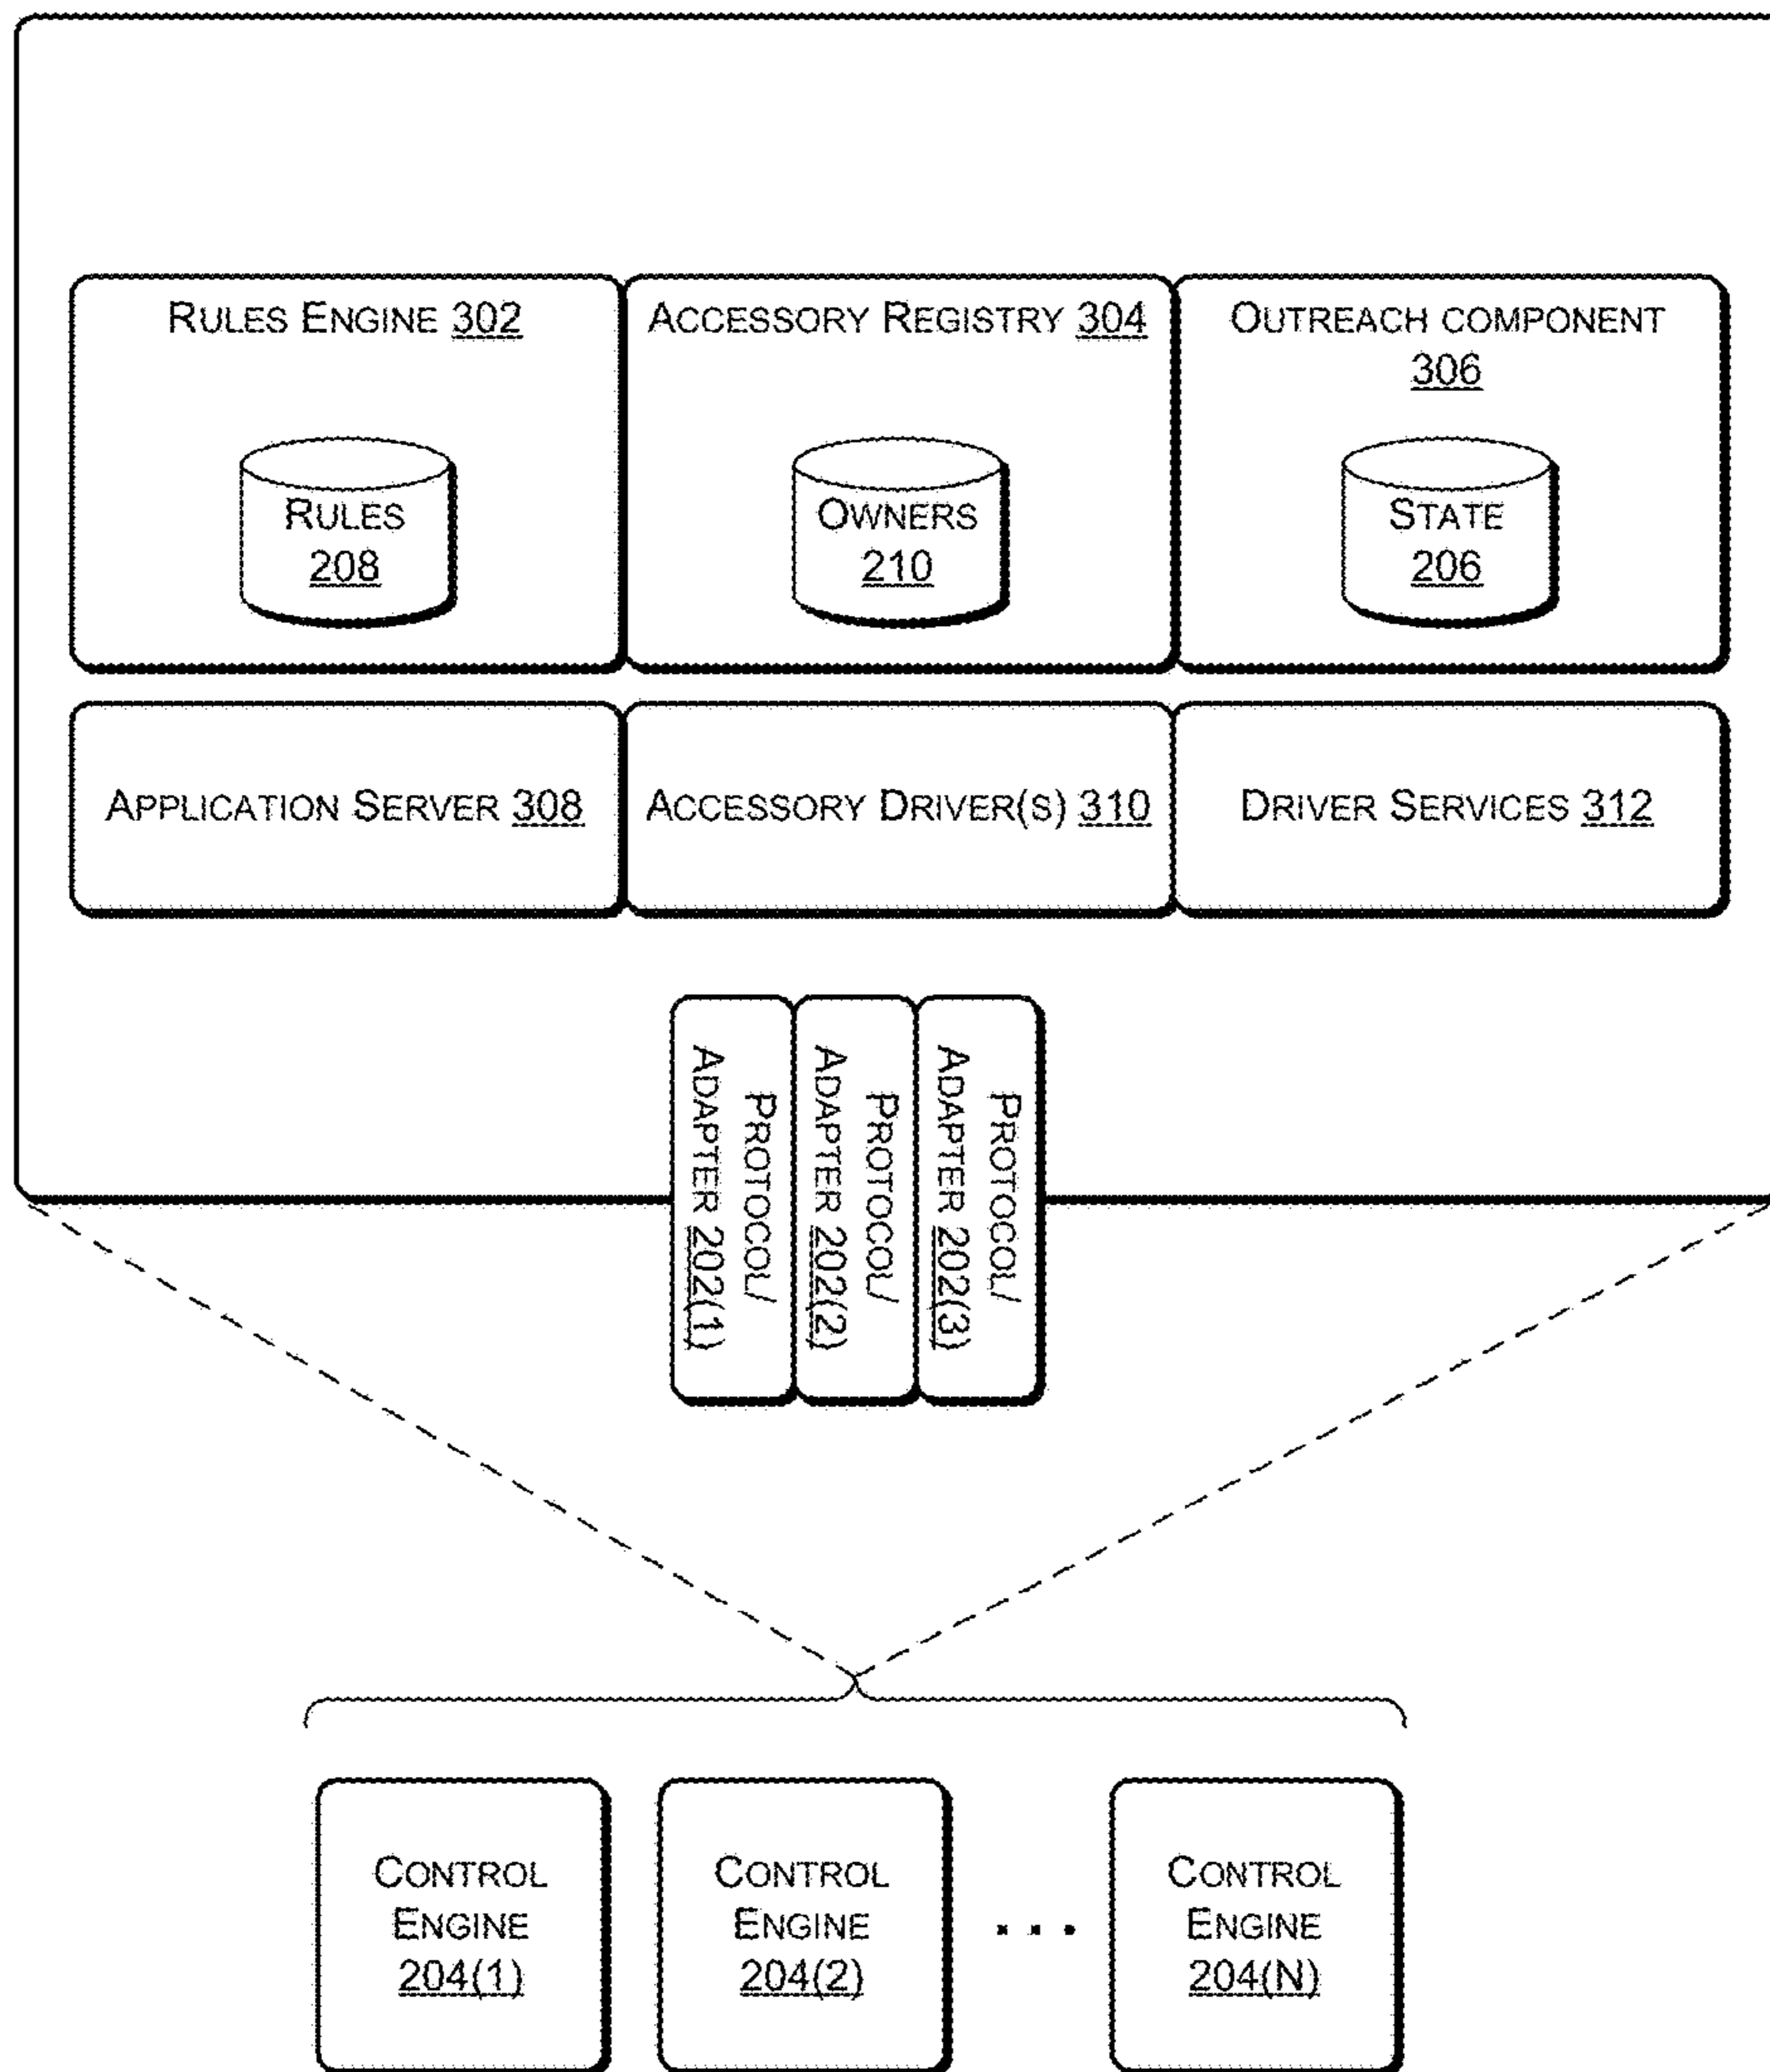 RULES ENGINE 302
ACCESSORY REGISTRY 304
OUTREACH COMPONENT
306
RULES
208
OWNERS
210
STATE
206
APPLICATION SERVER 308
ACCESSORY DRIVER(S) 310
DRIVER SERVICES 312
PROTOCOL/
ADAPTER 202(1)
PROTOCOL/
ADAPTER 202(2)
PROTOCOL/
ADAPTER 202(3)
CONTROL
ENGINE
204(1)
CONTROL
ENGINE
204(2)
...
CONTROL
ENGINE
204(N)